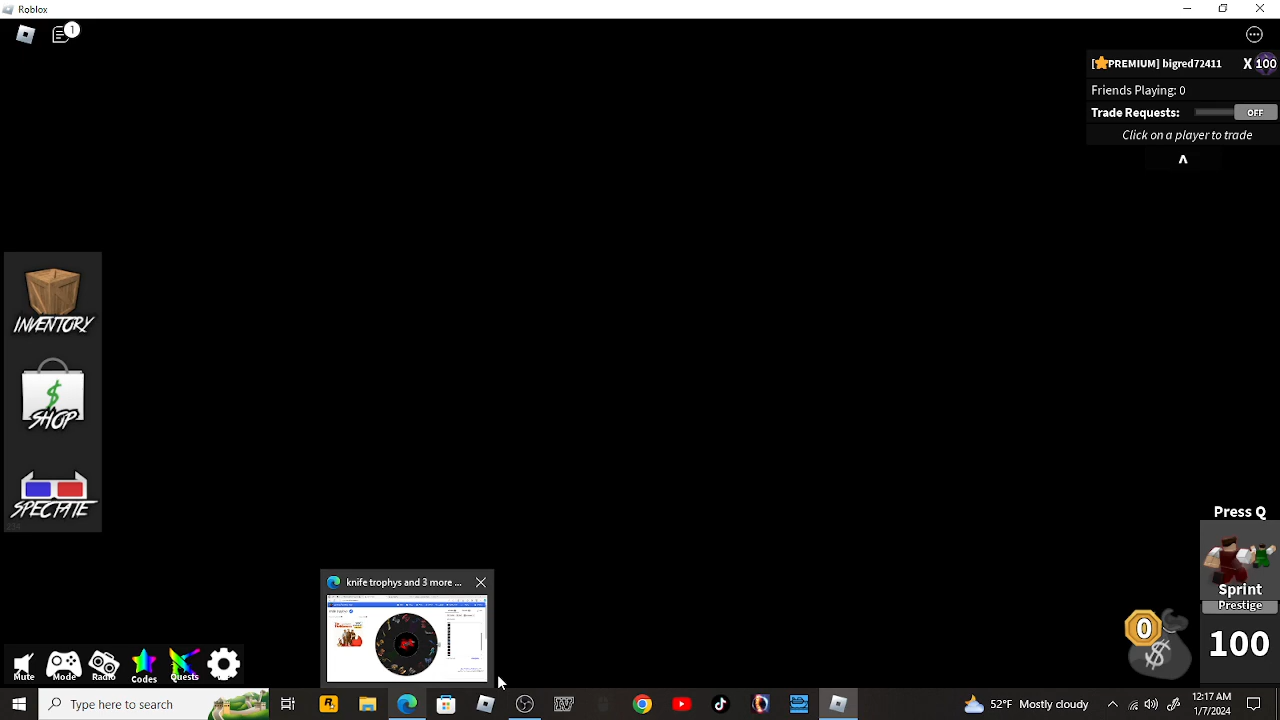 Roblox
1
[⭐PREMIUM] bigred72411 X 100
Friends Playing: 0
Trade Requests: OFF
Click on a player to trade
INVENTORY
$
SHOP
SPECTATE
Press Q
Sprint
100
knife trophys and 3 more ...
Mute
Mode
Radio
Codes
Quests
Type here to search
52°F Mostly cloudy
12:17 AM
1/7/2024